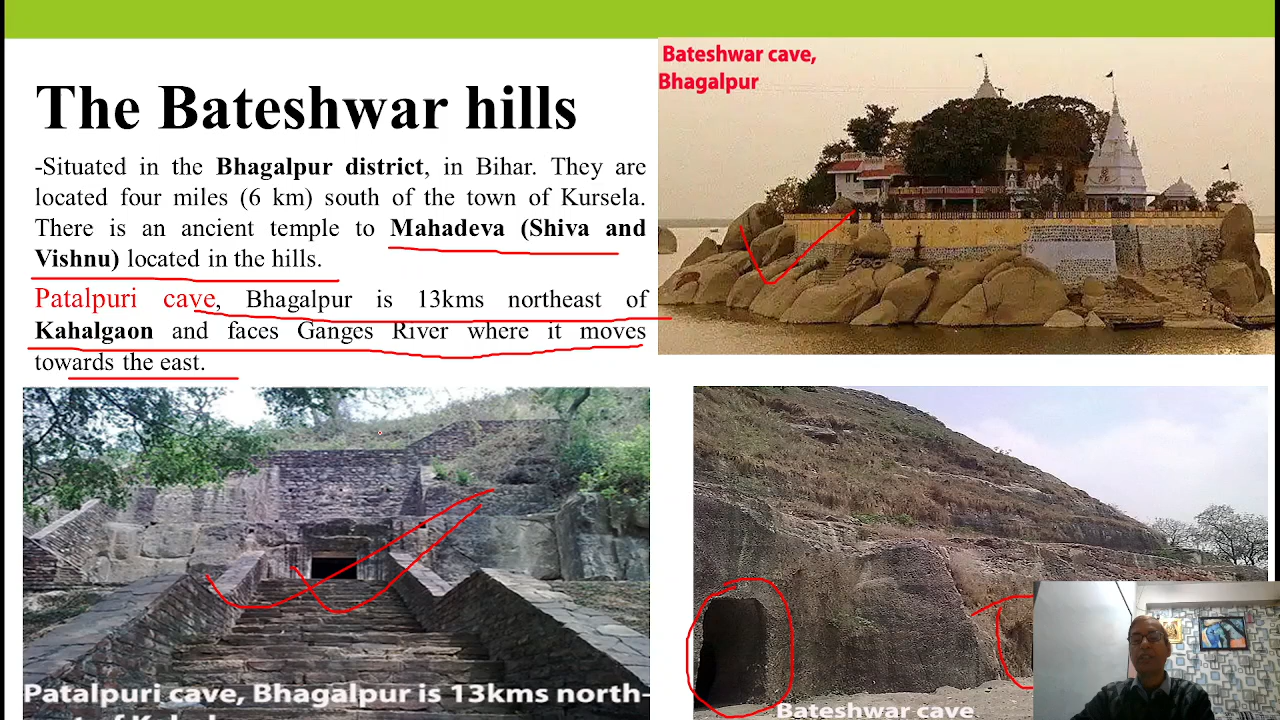 The Bateshwar hills
-Situated in the Bhagalpur district, in Bihar. They are
located four miles (6 km) south of the town of Kursela.
There is an ancient temple to Mahadeva (Shiva and
Vishnu) located in the hills.
Patalpuri cave, Bhagalpur is 13kms northeast of
Kahalgaon and faces Ganges River where it moves
towards the east.
Bateshwar cave,
Bhagalpur
Patalpuri cave, Bhagalpur is 13kms north-
Bateshwar cave